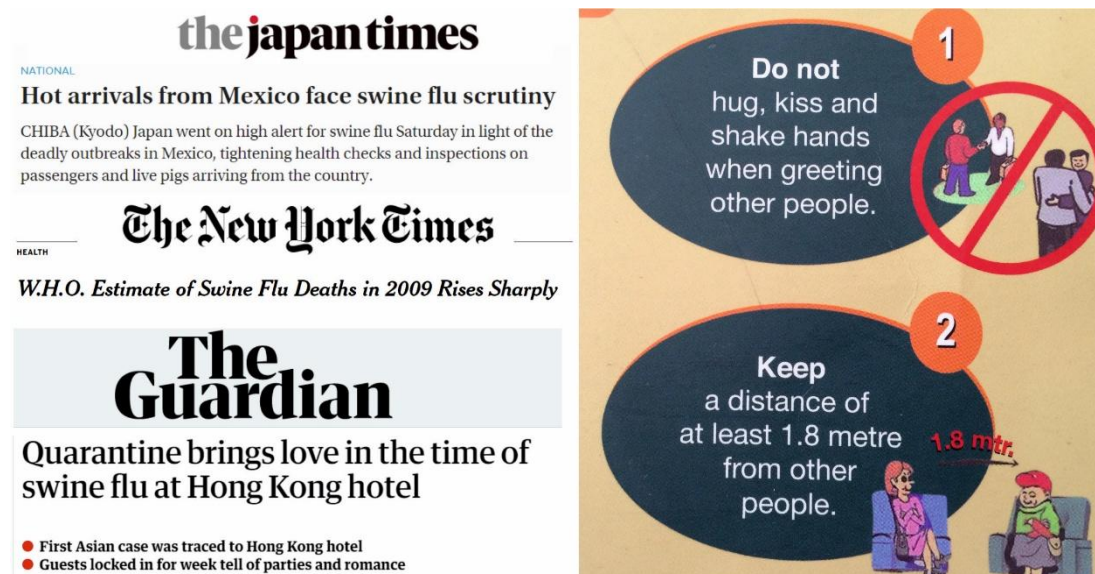 the japan times
NATIONAL
Hot arrivals from Mexico face swine flu scrutiny
CHIBA (Kyodo) Japan went on high alert for swine flu Saturday in light of the
deadly outbreaks in Mexico, tightening health checks and inspections on
passengers and live pigs arriving from the country.
The New York Times
HEALTH
W.H.O. Estimate of Swine Flu Deaths in 2009 Rises Sharply
The
Guardian
Quarantine brings love in the time of
swine flu at Hong Kong hotel
First Asian case was traced to Hong Kong hotel
Guests locked in for week tell of parties and romance
1
Do not
hug, kiss and
shake hands
when greeting
other people.
2
Keep
a distance of
at least 1.8 metre
from other
people.
1.8 mtr.